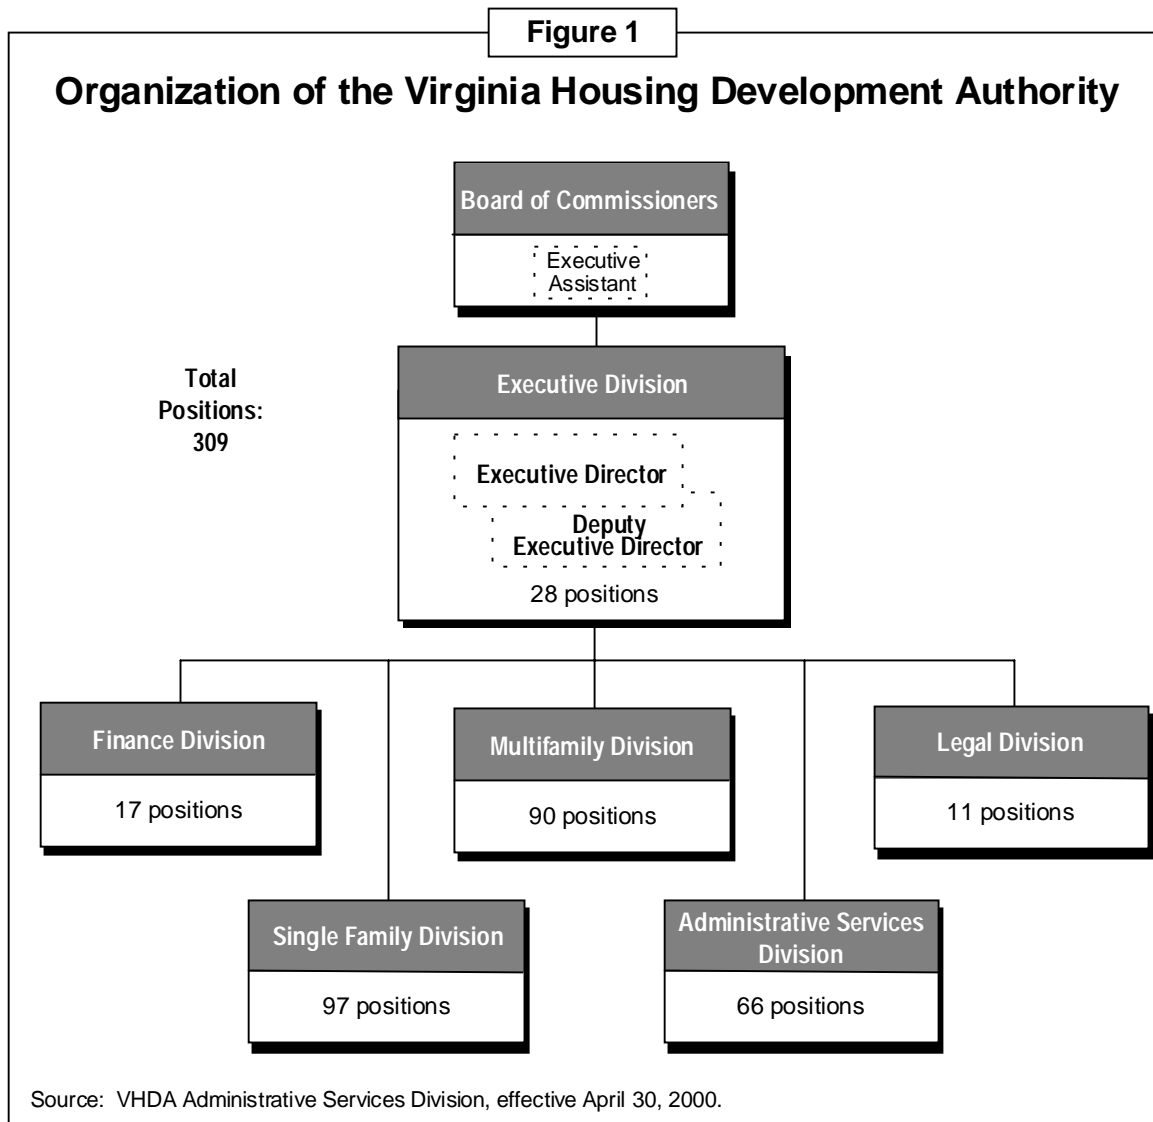 Figure 1
Organization of the Virginia Housing Development Authority
Board of Commissioners
Executive
Assistant
Total
Positions:
309
Executive Division
Executive Director
Deputy
Executive Director
28 positions
Finance Division
17 positions
Multifamily Division
90 positions
Legal Division
11 positions
Single Family Division
97 positions
Administrative Services
Division
66 positions
Source:  VHDA Administrative Services Division, effective April 30, 2000.